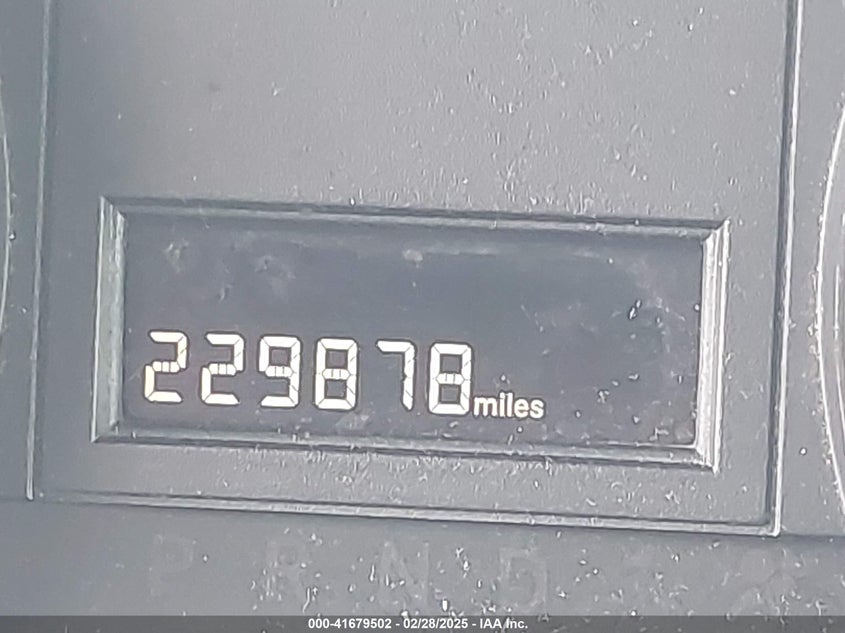 229878 miles
P R N D
000-41679502 - 02/28/2025 - IAA Inc.